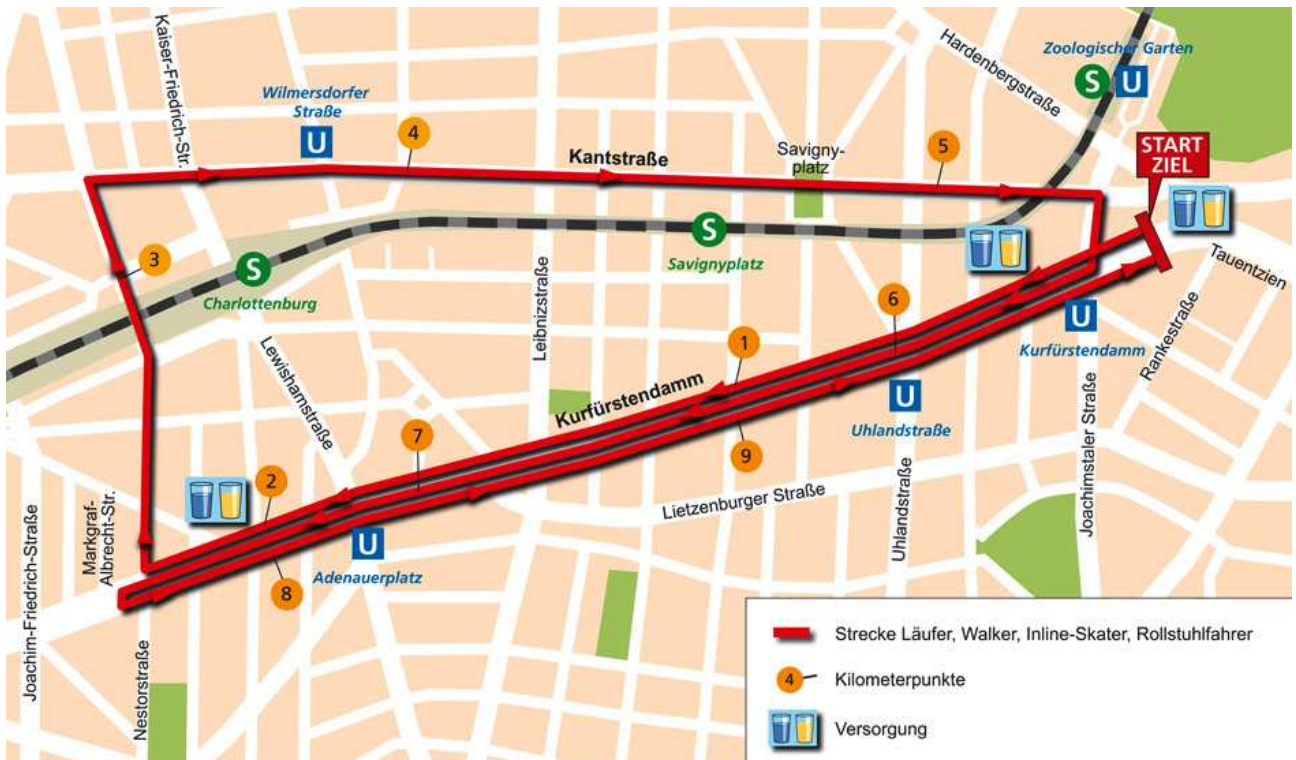 Kaiser-Friedrich-Str.
Wilmersdorfer
Straße
U
4
Kantstraße
Savigny-
platz
5
Hardenbergstraße
Zoologischer Garten
S
U
START
ZIEL
Tauentzien
3
S
Charlottenburg
S
Savignyplatz
Leibnizstraße
6
U
Kurfürstendamm
Rankestraße
1
Kurfürstendamm
Lewishamstraße
U
Uhlandstraße
7
9
2
Lietzenburger Straße
Uhlandstraße
Joachimstaler Straße
Joachim-Friedrich-Straße
Markgraf-
Albrecht-Str.
U
Adenauerplatz
8
Nestorstraße
Strecke Läufer, Walker, Inline-Skater, Rollstuhlfahrer
4
Kilometerpunkte
Versorgung